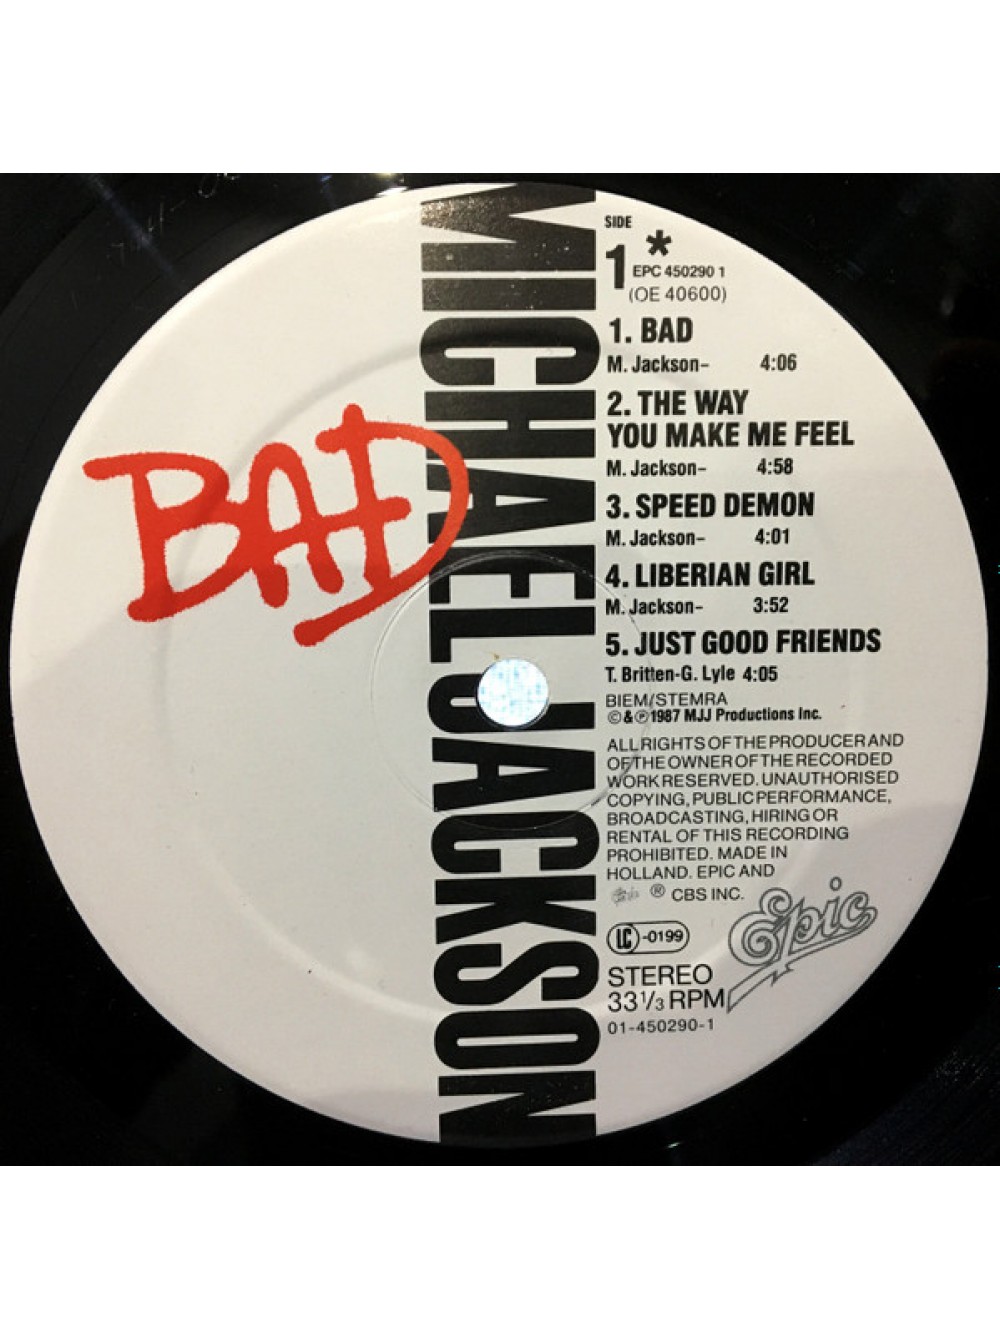 BAD
MICHAEL JACKSON
SIDE
1 *
EPC 450290 1
(OE 40600)
1. BAD
M. Jackson- 4:06
2. THE WAY
YOU MAKE ME FEEL
M. Jackson- 4:58
3. SPEED DEMON
M. Jackson- 4:01
4. LIBERIAN GIRL
M. Jackson- 3:52
5. JUST GOOD FRIENDS
T. Britten-G. Lyle 4:05
BIEM/STEMRA
©&℗1987 MJJ Productions Inc.
ALL RIGHTS OF THE PRODUCER AND
OF THE OWNER OF THE RECORDED
WORK RESERVED. UNAUTHORISED
COPYING, PUBLIC PERFORMANCE,
BROADCASTING, HIRING OR
RENTAL OF THIS RECORDING
PROHIBITED. MADE IN
HOLLAND. EPIC AND
® CBS INC.
Epic
LC -0199
STEREO
33 1/3 RPM
01-450290-1